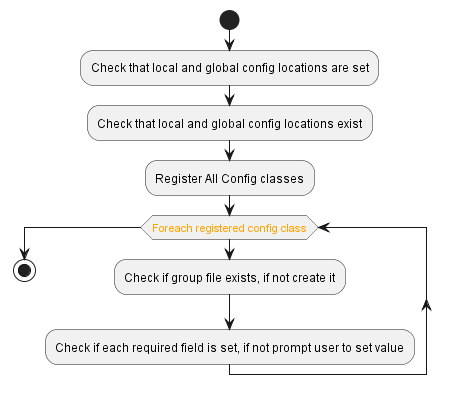 Check that local and global config locations are set
Check that local and global config locations exist
Register All Config classes
Foreach registered config class
Check if group file exists, if not create it
Check if each required field is set, if not prompt user to set value